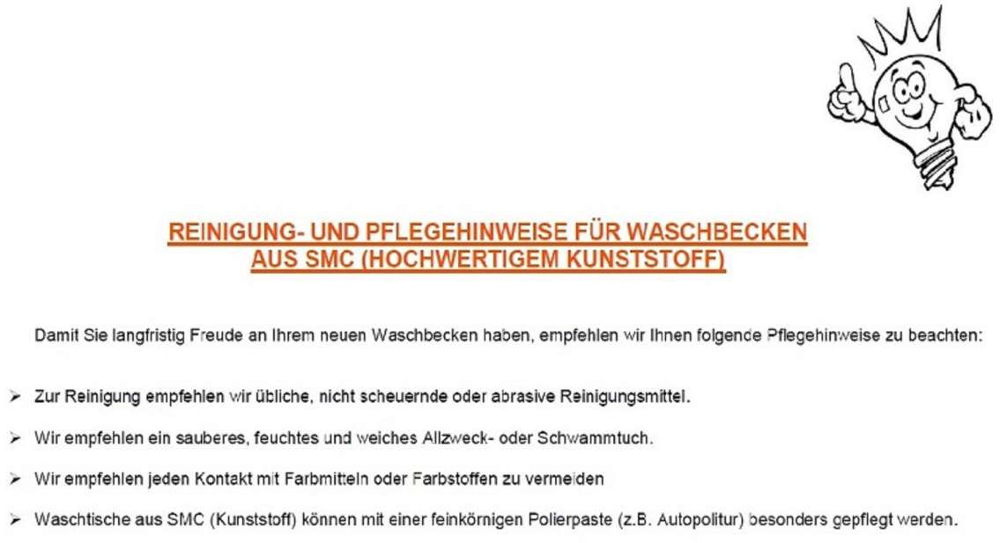 REINIGUNG- UND PFLEGEHINWEISE FÜR WASCHBECKEN
AUS SMC (HOCHWERTIGEM KUNSTSTOFF)
Damit Sie langfristig Freude an Ihrem neuen Waschbecken haben, empfehlen wir Ihnen folgende Pflegehinweise zu beachten:
➢ Zur Reinigung empfehlen wir übliche, nicht scheuernde oder abrasive Reinigungsmittel.
➢ Wir empfehlen ein sauberes, feuchtes und weiches Allzweck- oder Schwammtuch.
➢ Wir empfehlen jeden Kontakt mit Farbmitteln oder Farbstoffen zu vermeiden
➢ Waschtische aus SMC (Kunststoff) können mit einer feinkörnigen Polierpaste (z.B. Autopolitur) besonders gepflegt werden.